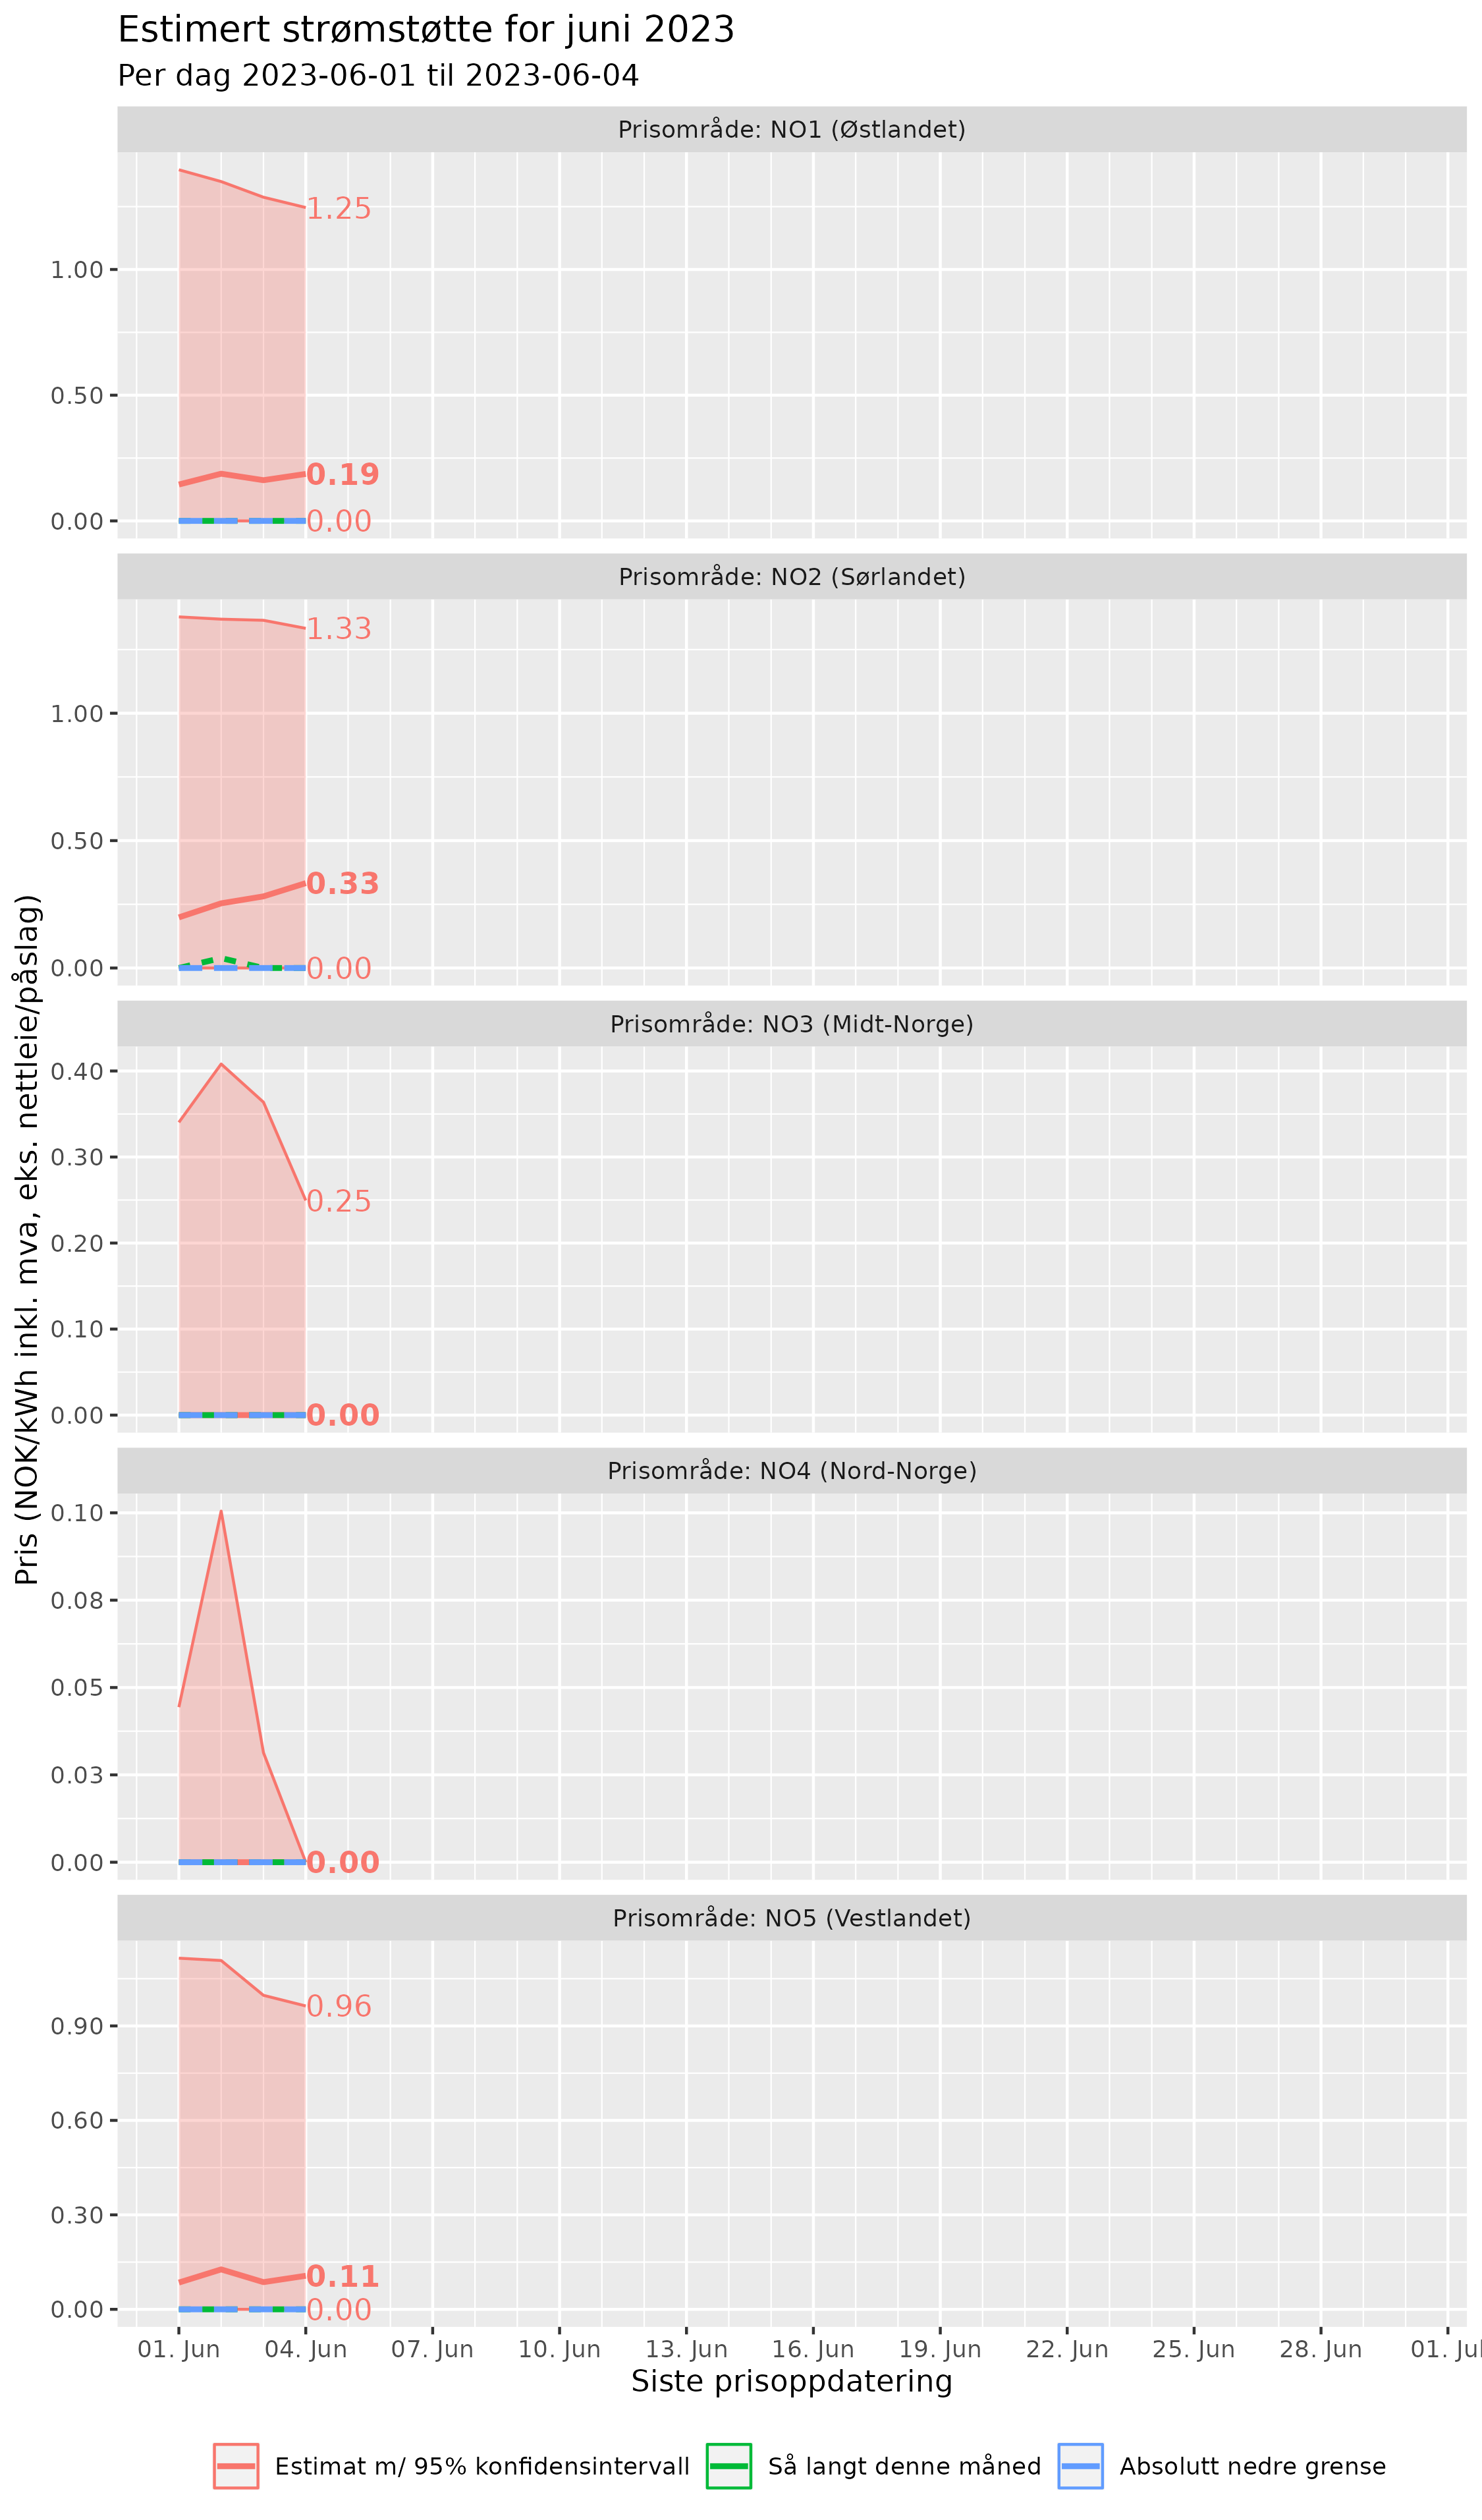 Estimert strømstøtte for juni 2023
Per dag 2023-06-01 til 2023-06-04
Pris (NOK/kWh inkl. mva, eks. nettleie/påslag)
Prisområde: NO1 (Østlandet)
1.00
0.50
0.00
1.25
0.19
0.00
Prisområde: NO2 (Sørlandet)
1.00
0.50
0.00
1.33
0.33
0.00
Prisområde: NO3 (Midt-Norge)
0.40
0.30
0.20
0.10
0.00
0.25
0.00
Prisområde: NO4 (Nord-Norge)
0.10
0.08
0.05
0.03
0.00
0.00
Prisområde: NO5 (Vestlandet)
0.90
0.60
0.30
0.00
0.96
0.11
0.00
01. Jun 04. Jun 07. Jun 10. Jun 13. Jun 16. Jun 19. Jun 22. Jun 25. Jun 28. Jun 01.
Siste prisoppdatering
Estimat m/ 95% konfidensintervall Så langt denne måned Absolutt nedre grense